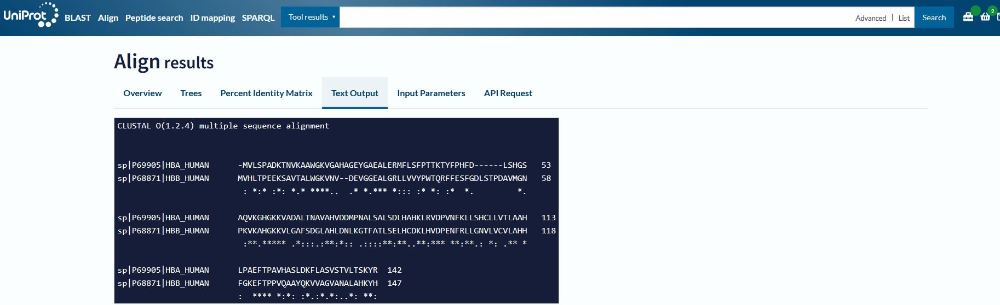 UniProt BLAST Align Peptide search ID mapping SPARQL Tool results Advanced | List Search 2
Align results
Overview Trees Percent Identity Matrix Text Output Input Parameters API Request
CLUSTAL O(1.2.4) multiple sequence alignment
sp|P69905|HBA_HUMAN      -MVLSPADKTNVKAAWGKVGAHAGEYGAEALERMFLSFPTTKTYFPHFD------LSHGS   53
sp|P68871|HBB_HUMAN      MVHLTPEEKSAVTALWGKVNV--DEVGGEALGRLLVVYPWTQRFFESFGDLSTPDAVMGN   58
                          : *:* :*: *.* ****..  .* *.*** *::: :* *: :*  *.         *.
sp|P69905|HBA_HUMAN      AQVKGHGKKVADALTNAVAHVDDMPNALSALSDLHAHKLRVDPVNFKLLSHCLLVTLAAH   113
sp|P68871|HBB_HUMAN      PKVKAHGKKVLGAFSDGLAHLDNLKGTFATLSELHCDKLHVDPENFRLLGNVLVCVLAHH   118
                          :**.***** .*:::.:**:*:: .::::**:**..**:*** **:**.: *: .** *
sp|P69905|HBA_HUMAN      LPAEFTPAVHASLDKFLASVSTVLTSKYR  142
sp|P68871|HBB_HUMAN      FGKEFTPPVQAAYQKVVAGVANALAHKYH  147
                         :  **** *:*: :*.:*.*:..*: **: